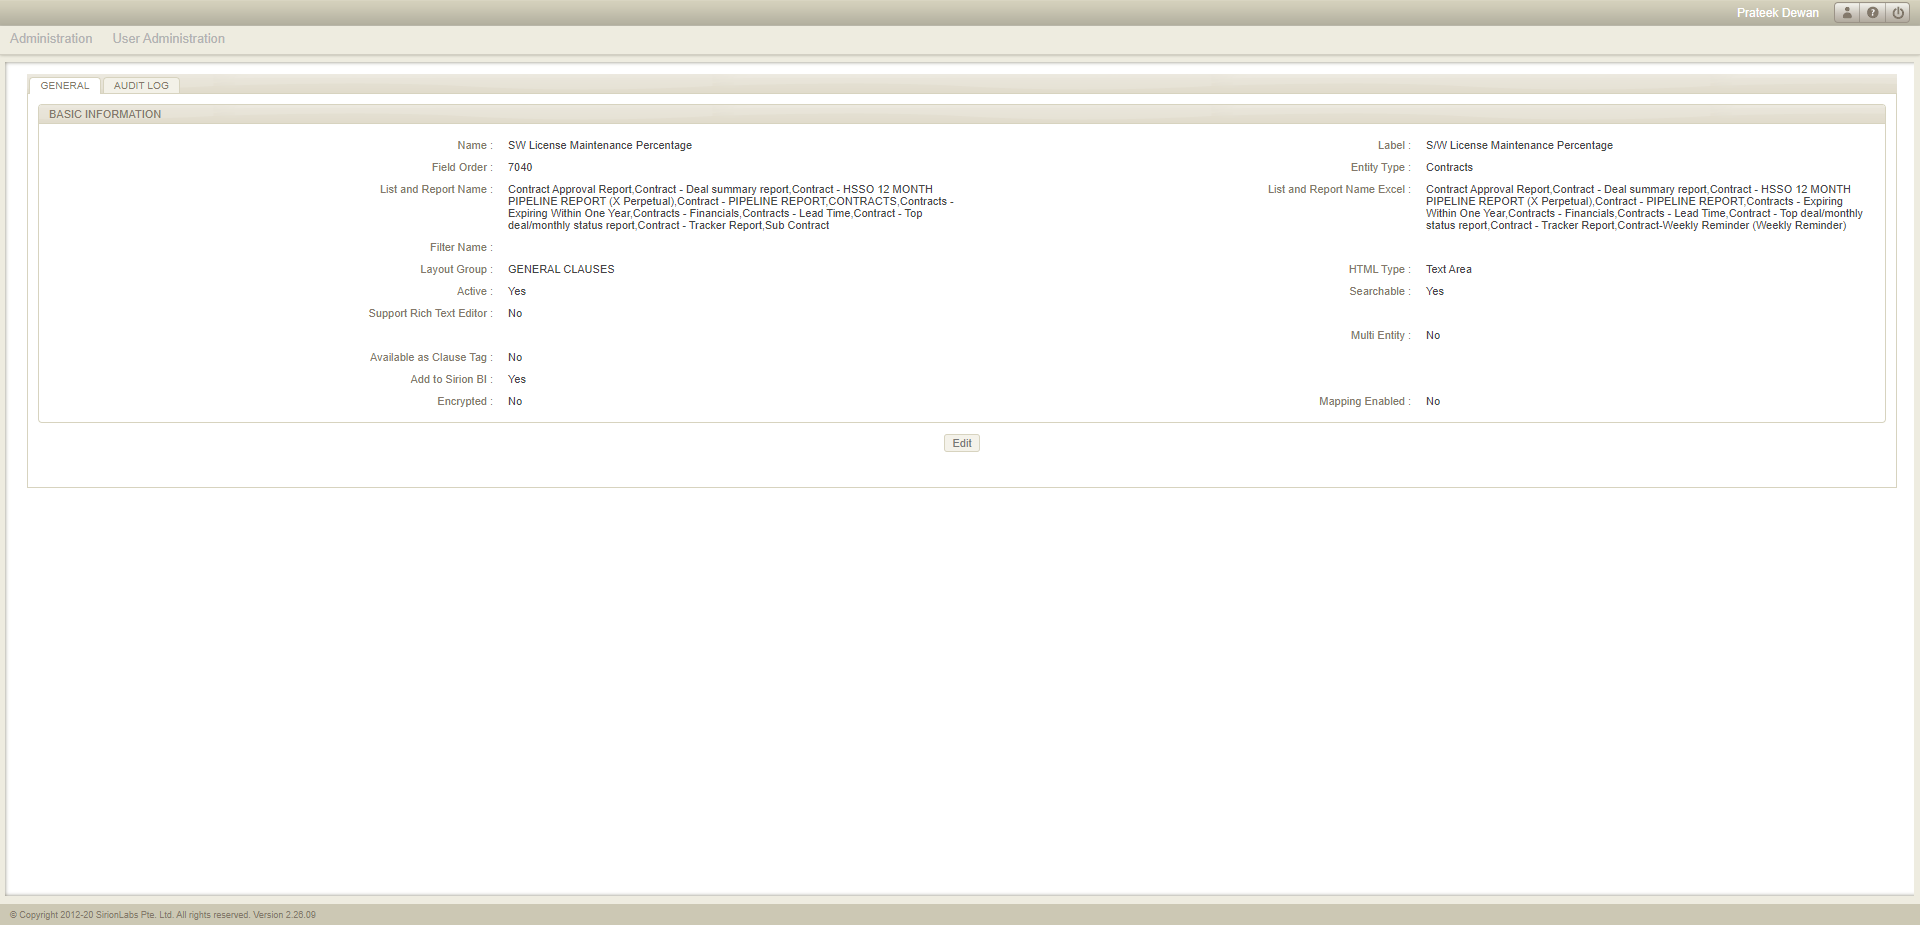 Prateek Dewan
Administration User Administration
GENERAL AUDIT LOG
BASIC INFORMATION
Name : SW License Maintenance Percentage
Label : S/W License Maintenance Percentage
Field Order : 7040
Entity Type : Contracts
List and Report Name : Contract Approval Report,Contract - Deal summary report,Contract - HSSO 12 MONTH
PIPELINE REPORT (X Perpetual),Contract - PIPELINE REPORT,CONTRACTS,Contracts -
Expiring Within One Year,Contracts - Financials,Contracts - Lead Time,Contract - Top
deal/monthly status report,Contract - Tracker Report,Sub Contract
List and Report Name Excel : Contract Approval Report,Contract - Deal summary report,Contract - HSSO 12 MONTH
PIPELINE REPORT (X Perpetual),Contract - PIPELINE REPORT,Contracts - Expiring
Within One Year,Contracts - Financials,Contracts - Lead Time,Contract - Top deal/monthly
status report,Contract - Tracker Report,Contract-Weekly Reminder (Weekly Reminder)
Filter Name :
Layout Group : GENERAL CLAUSES
HTML Type : Text Area
Active : Yes
Searchable : Yes
Support Rich Text Editor : No
Multi Entity : No
Available as Clause Tag : No
Add to Sirion BI : Yes
Encrypted : No
Mapping Enabled : No
Edit
© Copyright 2012-20 SirionLabs Pte. Ltd. All rights reserved. Version 2.26.09